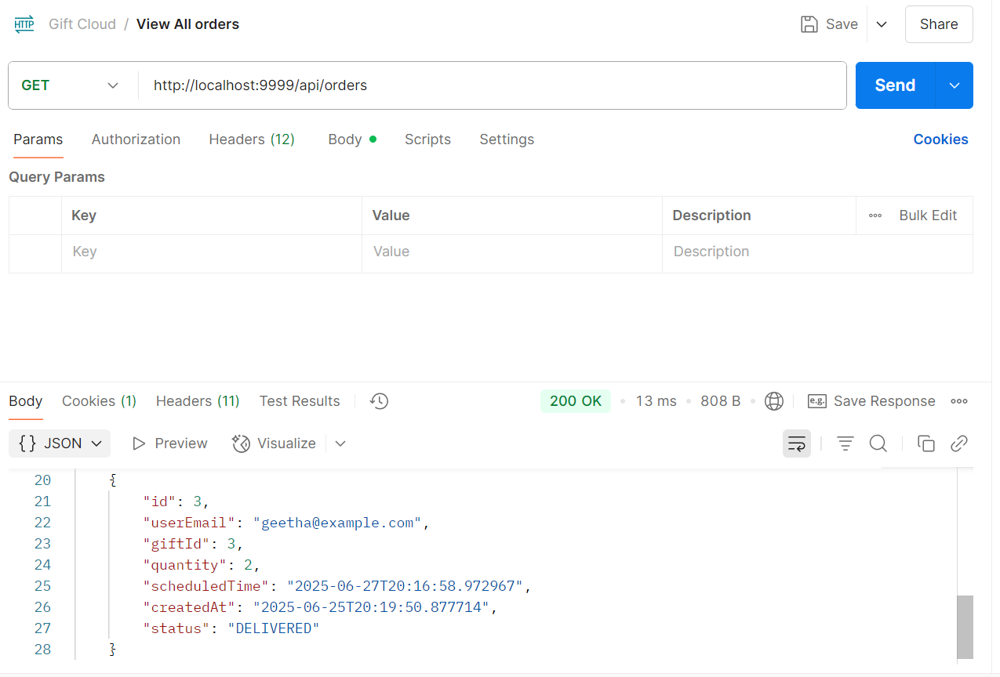 HTTP Gift Cloud / View All orders Save Share
GET http://localhost:9999/api/orders Send
Params Authorization Headers (12) Body Scripts Settings Cookies
Query Params
Key Value Description Bulk Edit
Key Value Description
Body Cookies (1) Headers (11) Test Results 200 OK 13 ms 808 B e.g. Save Response
{} JSON Preview Visualize
20 {
21 "id": 3,
22 "userEmail": "geetha@example.com",
23 "giftId": 3,
24 "quantity": 2,
25 "scheduledTime": "2025-06-27T20:16:58.972967",
26 "createdAt": "2025-06-25T20:19:50.877714",
27 "status": "DELIVERED"
28 }